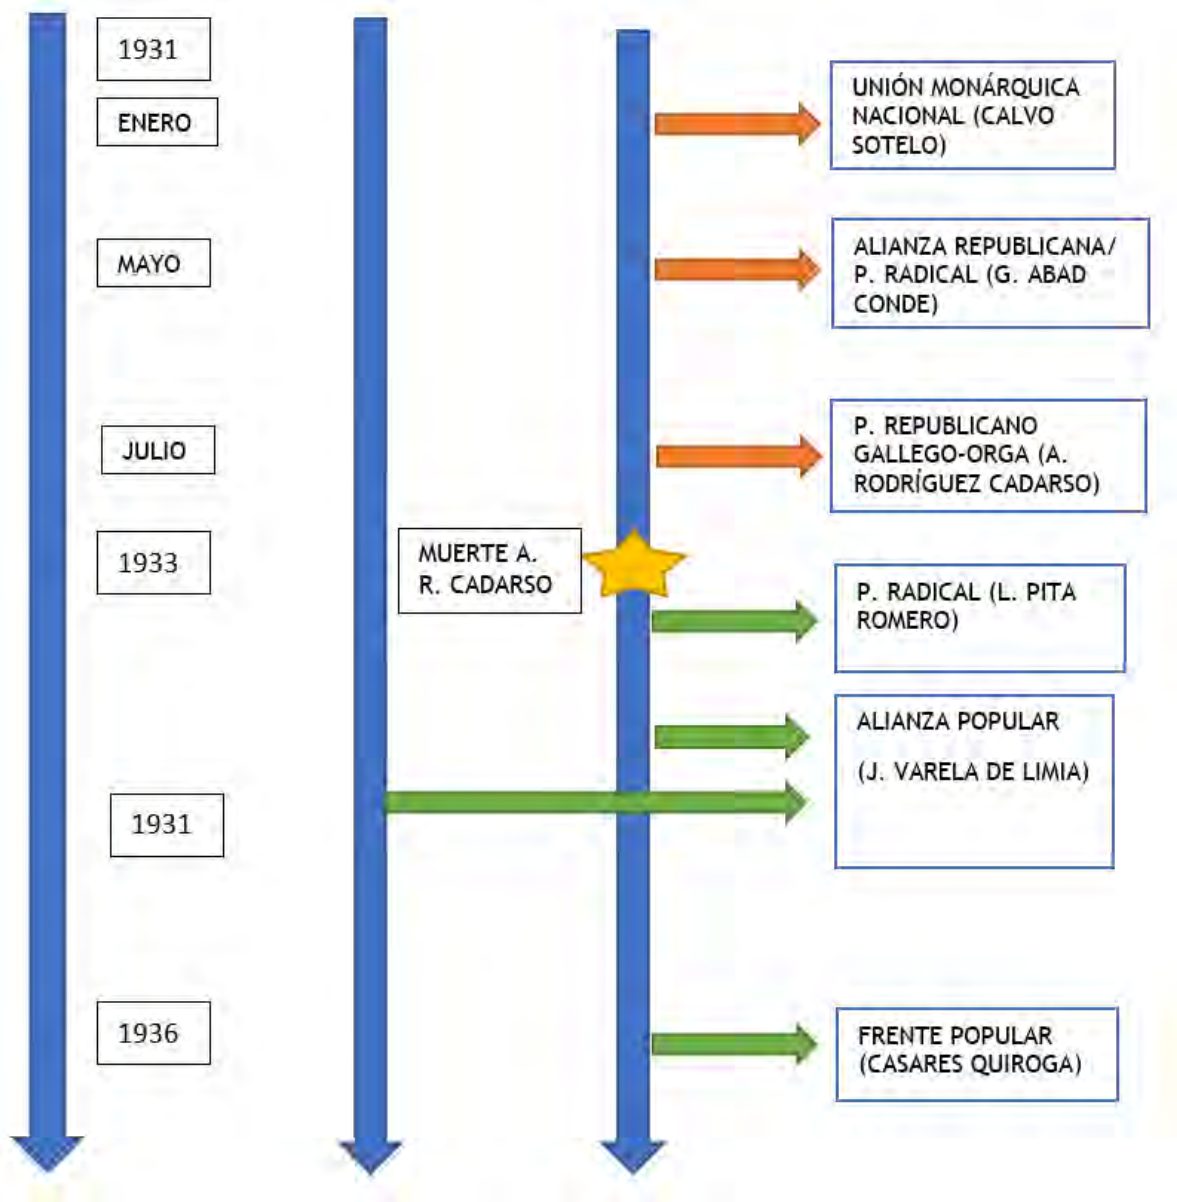 1931
ENERO
UNIÓN MONÁRQUICA
NACIONAL (CALVO
SOTELO)
MAYO
ALIANZA REPUBLICANA/
P. RADICAL (G. ABAD
CONDE)
JULIO
P. REPUBLICANO
GALLEGO-ORGA (A.
RODRÍGUEZ CADARSO)
1933
MUERTE A.
R. CADARSO
P. RADICAL (L. PITA
ROMERO)
ALIANZA POPULAR
(J. VARELA DE LIMIA)
1931
1936
FRENTE POPULAR
(CASARES QUIROGA)